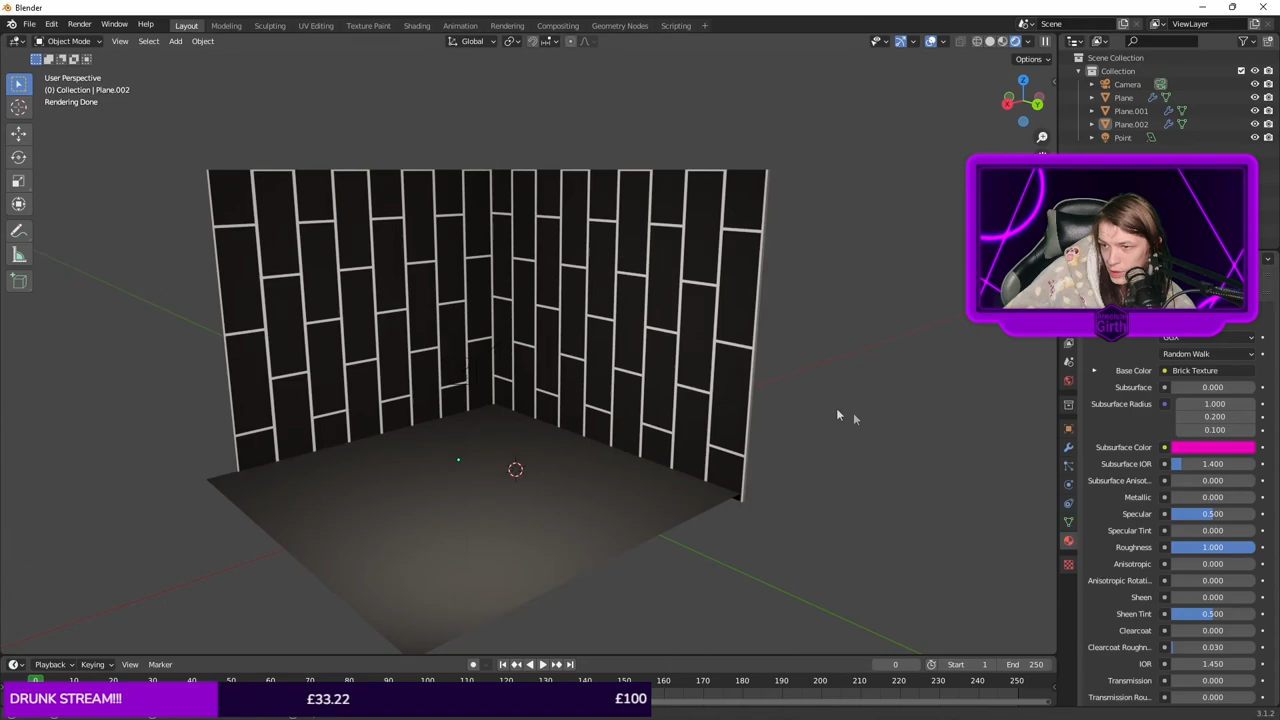 Blender
File Edit Render Window Help Layout Modeling Sculpting UV Editing Texture Paint Shading Animation Rendering Compositing Geometry Nodes Scripting + Scene ViewLayer
Object Mode View Select Add Object Global
Options
User Perspective
(0) Collection | Plane.002
Rendering Done
Z
X
Y
Scene Collection
Collection
Camera
Plane
Plane.001
Plane.002
Point
Girth
GGX
Random Walk
Base Color Brick Texture
Subsurface 0.000
Subsurface Radius 1.000
0.200
0.100
Subsurface Color
Subsurface IOR 1.400
Subsurface Anisot... 0.000
Metallic 0.000
Specular 0.500
Specular Tint 0.000
Roughness 1.000
Anisotropic 0.000
Anisotropic Rotati... 0.000
Sheen 0.000
Sheen Tint 0.500
Clearcoat 0.000
Clearcoat Roughn... 0.030
IOR 1.450
Transmission 0.000
Transmission Rou... 0.000
Playback Keying View Marker 0 Start 1 End 250
0 10 20 30 40 50 60 70 80 90 100 110 120 130 140 150 160 170 180 190 200 210 220 230 240 250
DRUNK STREAM!!! £33.22 £100
3.1.2